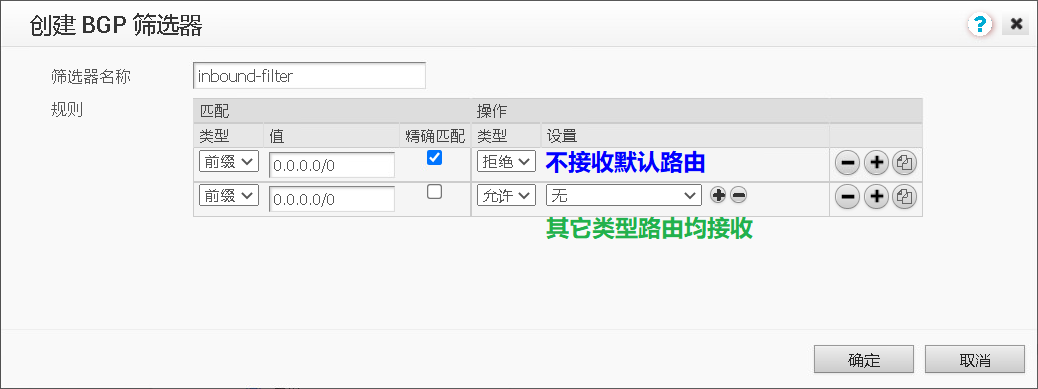 创建 BGP 筛选器
筛选器名称
inbound-filter
规则
匹配 操作
类型 值 精确匹配 类型 设置
前缀 0.0.0.0/0 拒绝 不接收默认路由
前缀 0.0.0.0/0 允许 无
其它类型路由均接收
确定 取消